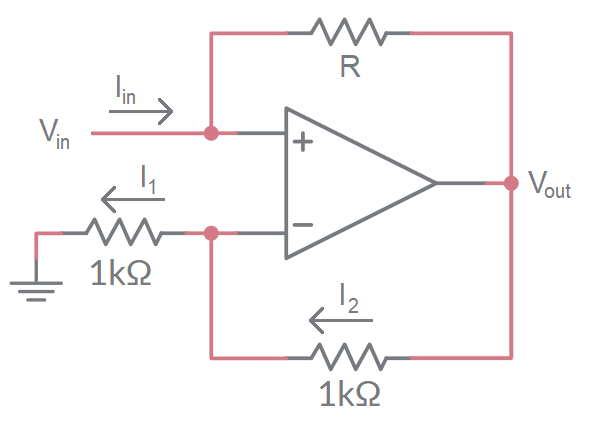 R
Iin
Vin
+
I1
Vout
−
1kΩ
I2
1kΩ